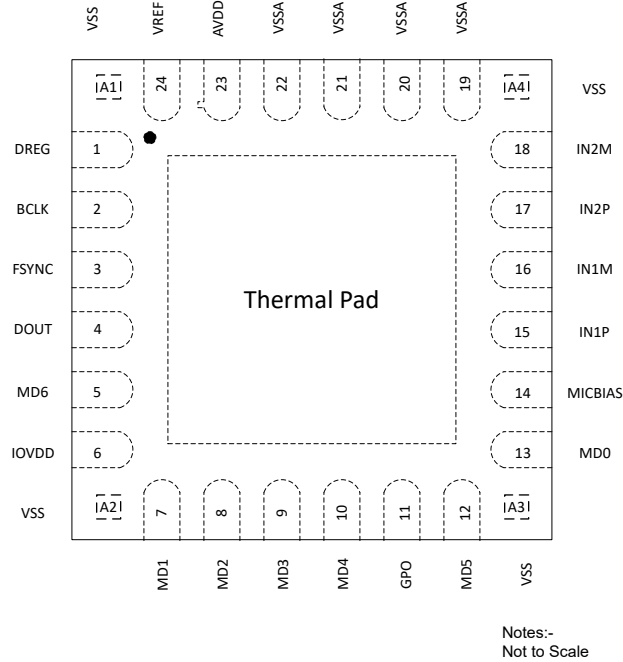 VSS
VREF
AVDD
VSSA
VSSA
VSSA
VSSA
A1
24
23
22
21
20
19
A4
VSS
DREG
1
18
IN2M
BCLK
2
17
IN2P
FSYNC
3
16
IN1M
Thermal Pad
DOUT
4
15
IN1P
MD6
5
14
MICBIAS
IOVDD
6
13
MD0
VSS
A2
7
8
9
10
11
12
A3
MD1
MD2
MD3
MD4
GPO
MD5
VSS
Notes:-
Not to Scale